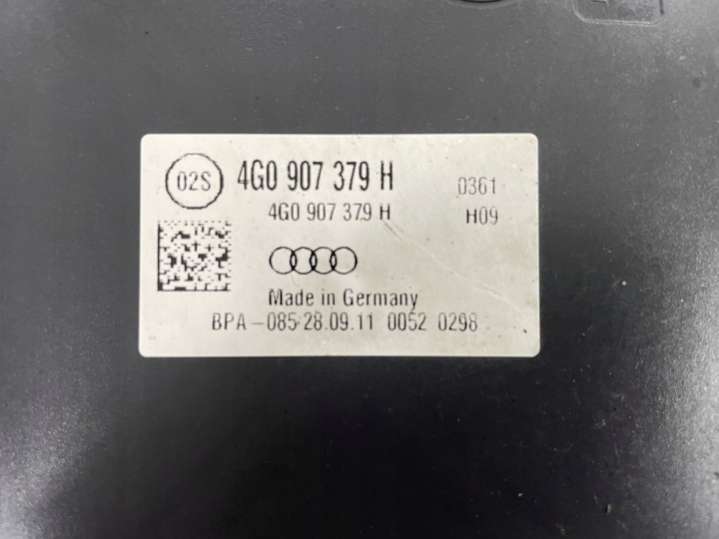 02S 4G0 907 379 H 0361
4G0 907 379 H H09
Made in Germany
BPA-085 28.09.11 0052 0298